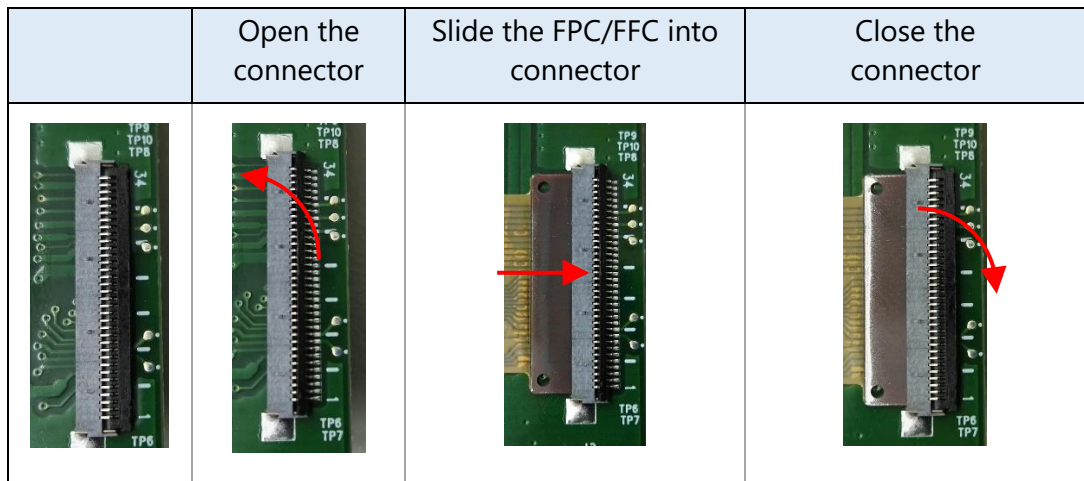 Open the
connector
Slide the FPC/FFC into
connector
Close the
connector
TP9
TP10
TP8
34
1
TP6
TP10
TP8
34
1
TP6
TP7
TP9
TP10
TP8
34
1
TP6
TP7
TP9
TP10
TP8
34
1
TP6
TP7